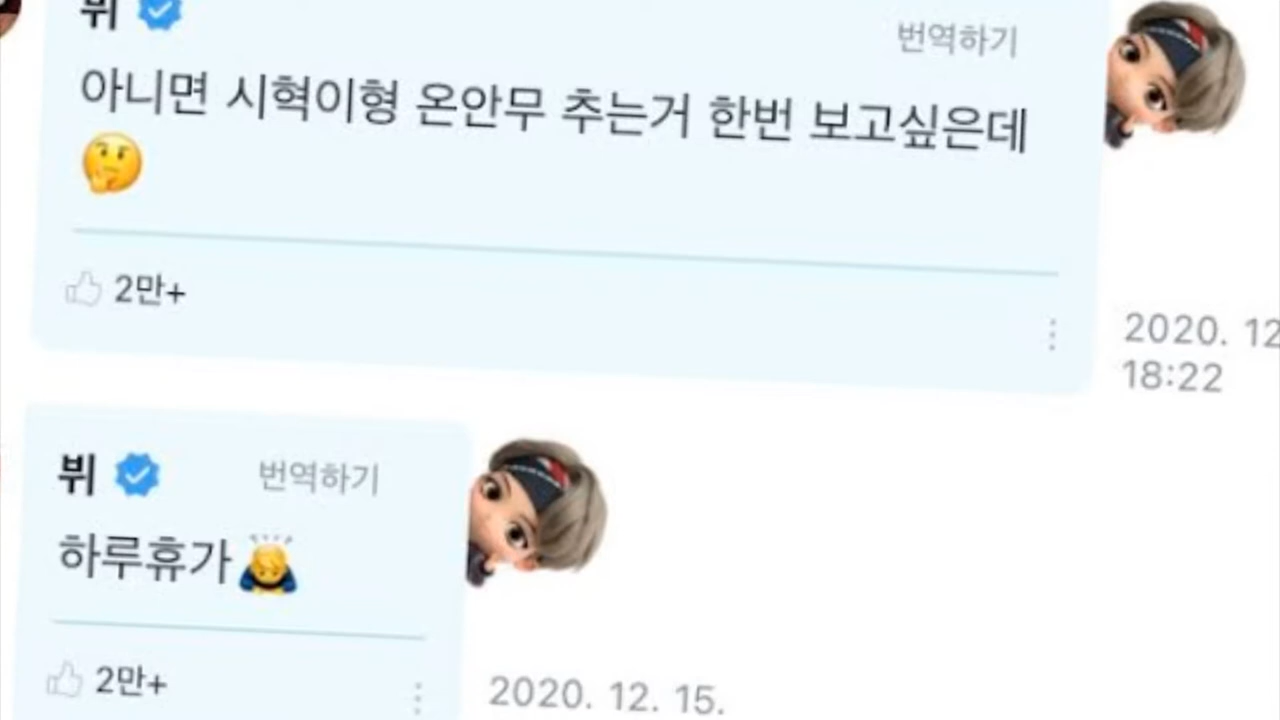 뷔
번역하기
아니면 시혁이형 온안무 추는거 한번 보고싶은데
🤔
2만+
2020. 12
18:22
뷔
번역하기
하루휴가🙇
2만+
2020. 12. 15.